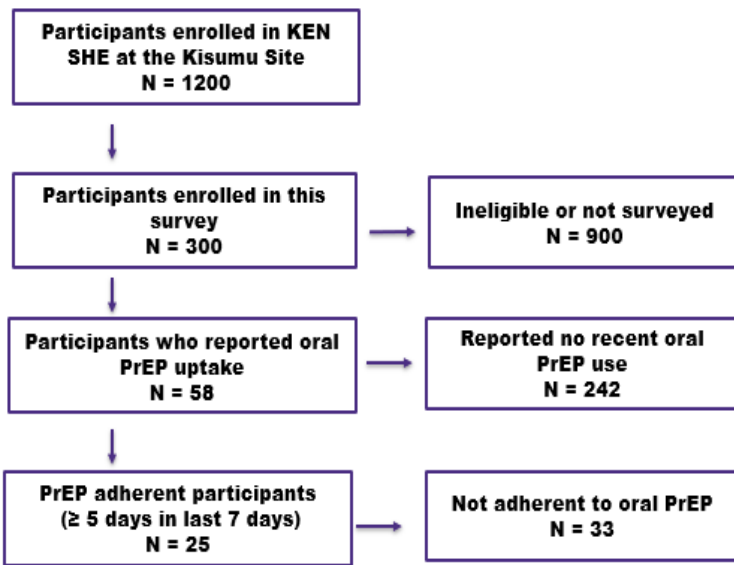 Participants enrolled in KEN
SHE at the Kisumu Site
N = 1200
Participants enrolled in this
survey
N = 300
Ineligible or not surveyed
N = 900
Participants who reported oral
PrEP uptake
N = 58
Reported no recent oral
PrEP use
N = 242
PrEP adherent participants
(≥ 5 days in last 7 days)
N = 25
Not adherent to oral PrEP
N = 33